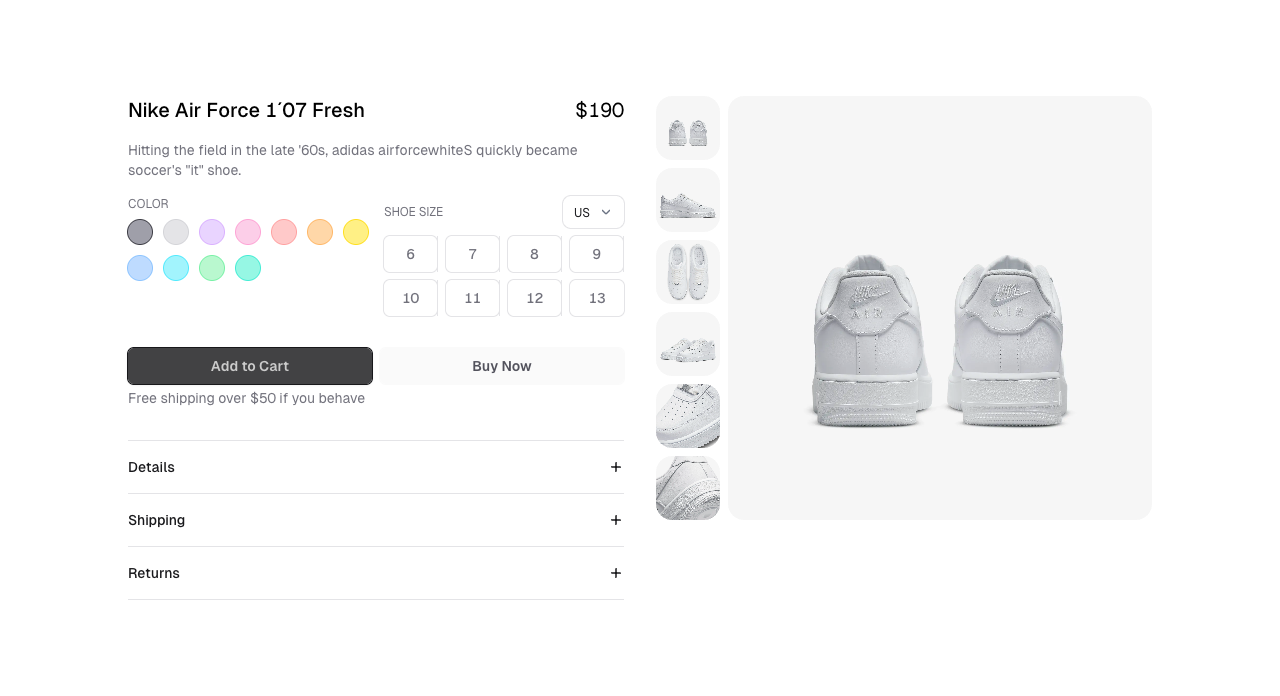 Nike Air Force 1´07 Fresh
$190
Hitting the field in the late '60s, adidas airforcewhiteS quickly became
soccer's "it" shoe.
COLOR
SHOE SIZE
US
6 7 8 9
10 11 12 13
Add to Cart
Buy Now
Free shipping over $50 if you behave
Details
Shipping
Returns
AIR
AIR